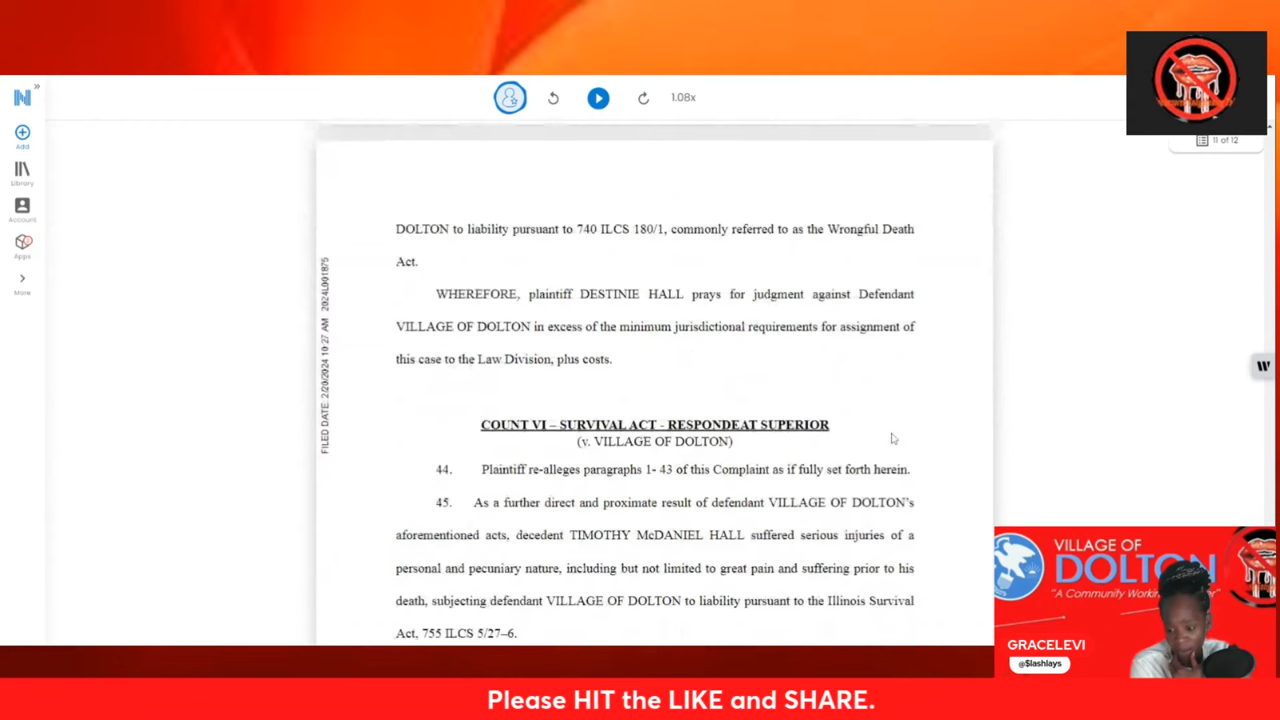 1.08x
11 of 12
Add
Library
Account
Apps
More
FILED DATE: 2/20/2024 10:27 AM 2024L001875
DOLTON to liability pursuant to 740 ILCS 180/1, commonly referred to as the Wrongful Death
Act.
WHEREFORE, plaintiff DESTINIE HALL prays for judgment against Defendant
VILLAGE OF DOLTON in excess of the minimum jurisdictional requirements for assignment of
this case to the Law Division, plus costs.
COUNT VI – SURVIVAL ACT - RESPONDEAT SUPERIOR
(v. VILLAGE OF DOLTON)
44. Plaintiff re-alleges paragraphs 1- 43 of this Complaint as if fully set forth herein.
45. As a further direct and proximate result of defendant VILLAGE OF DOLTON's
aforementioned acts, decedent TIMOTHY McDANIEL HALL suffered serious injuries of a
personal and pecuniary nature, including but not limited to great pain and suffering prior to his
death, subjecting defendant VILLAGE OF DOLTON to liability pursuant to the Illinois Survival
Act, 755 ILCS 5/27–6.
W
VILLAGE OF
DOLTON
"A Community
GRACELEVI
@$lashlays
Please HIT the LIKE and SHARE.